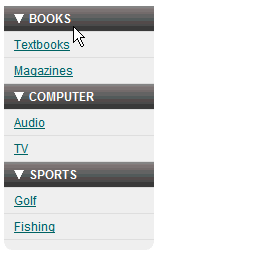 ▼ BOOKS
Textbooks
Magazines
▼ COMPUTER
Audio
TV
▼ SPORTS
Golf
Fishing